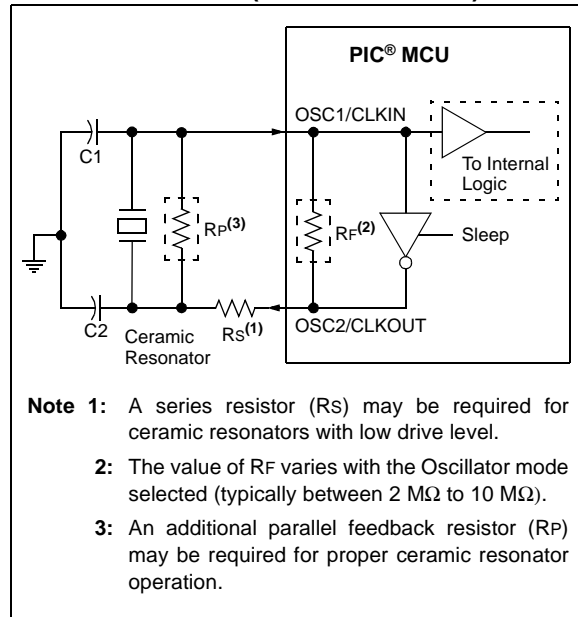 PIC® MCU
OSC1/CLKIN
C1
To Internal
Logic
RP(3)
RF(2)
Sleep
C2
Ceramic
Resonator
RS(1)
OSC2/CLKOUT
Note 1: A series resistor (RS) may be required for
ceramic resonators with low drive level.
2: The value of RF varies with the Oscillator mode
selected (typically between 2 MΩ to 10 MΩ).
3: An additional parallel feedback resistor (RP)
may be required for proper ceramic resonator
operation.